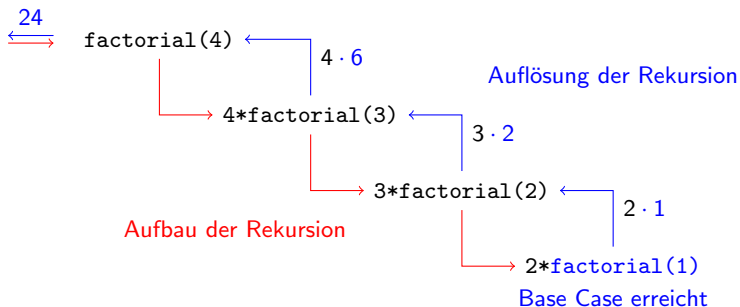 24
factorial(4)
4 · 6
Auflösung der Rekursion
4*factorial(3)
3 · 2
3*factorial(2)
2 · 1
Aufbau der Rekursion
2*factorial(1)
Base Case erreicht